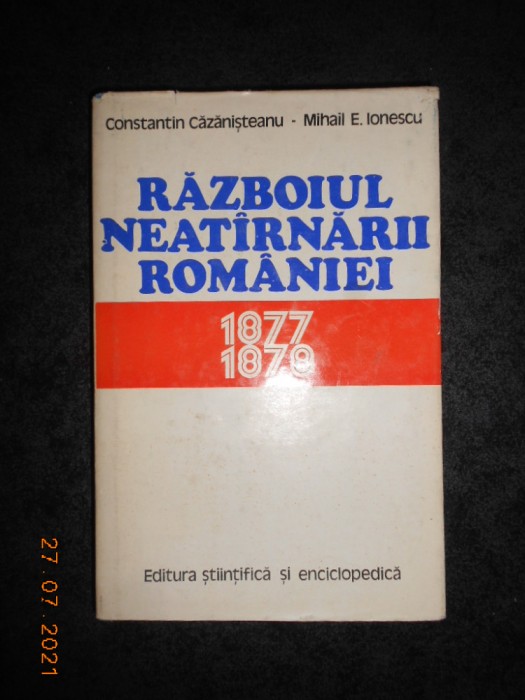 Constantin Căzănișteanu - Mihail E. Ionescu
RĂZBOIUL
NEATÎRNĂRII
ROMÂNIEI
1877
1878
Editura științifică și enciclopedică
27.07.2021